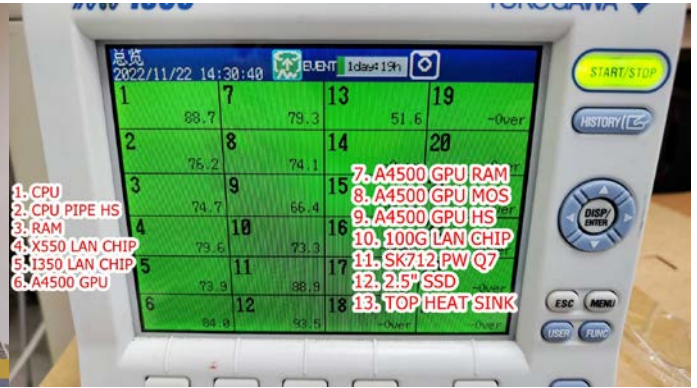 YOKOGAWA
总览
2022/11/22 14:30:40
EVENT
1day:19h
START/STOP
HISTORY
DISP/
ENTER
ESC
MENU
USER
FUNC
1 88.7
7 79.3
13 51.6
19 -Over
2 76.2
8 74.1
14
20
3 74.7
9 66.4
15
4 79.6
10 73.3
16
5 73.9
11 88.9
17
6 84.0
12 93.5
18 -Over
-Over
1. CPU
2. CPU PIPE HS
3. RAM
4. X550 LAN CHIP
5. I350 LAN CHIP
6. A4500 GPU
7. A4500 GPU RAM
8. A4500 GPU MOS
9. A4500 GPU HS
10. 100G LAN CHIP
11. SK712 PW Q7
12. 2.5" SSD
13. TOP HEAT SINK